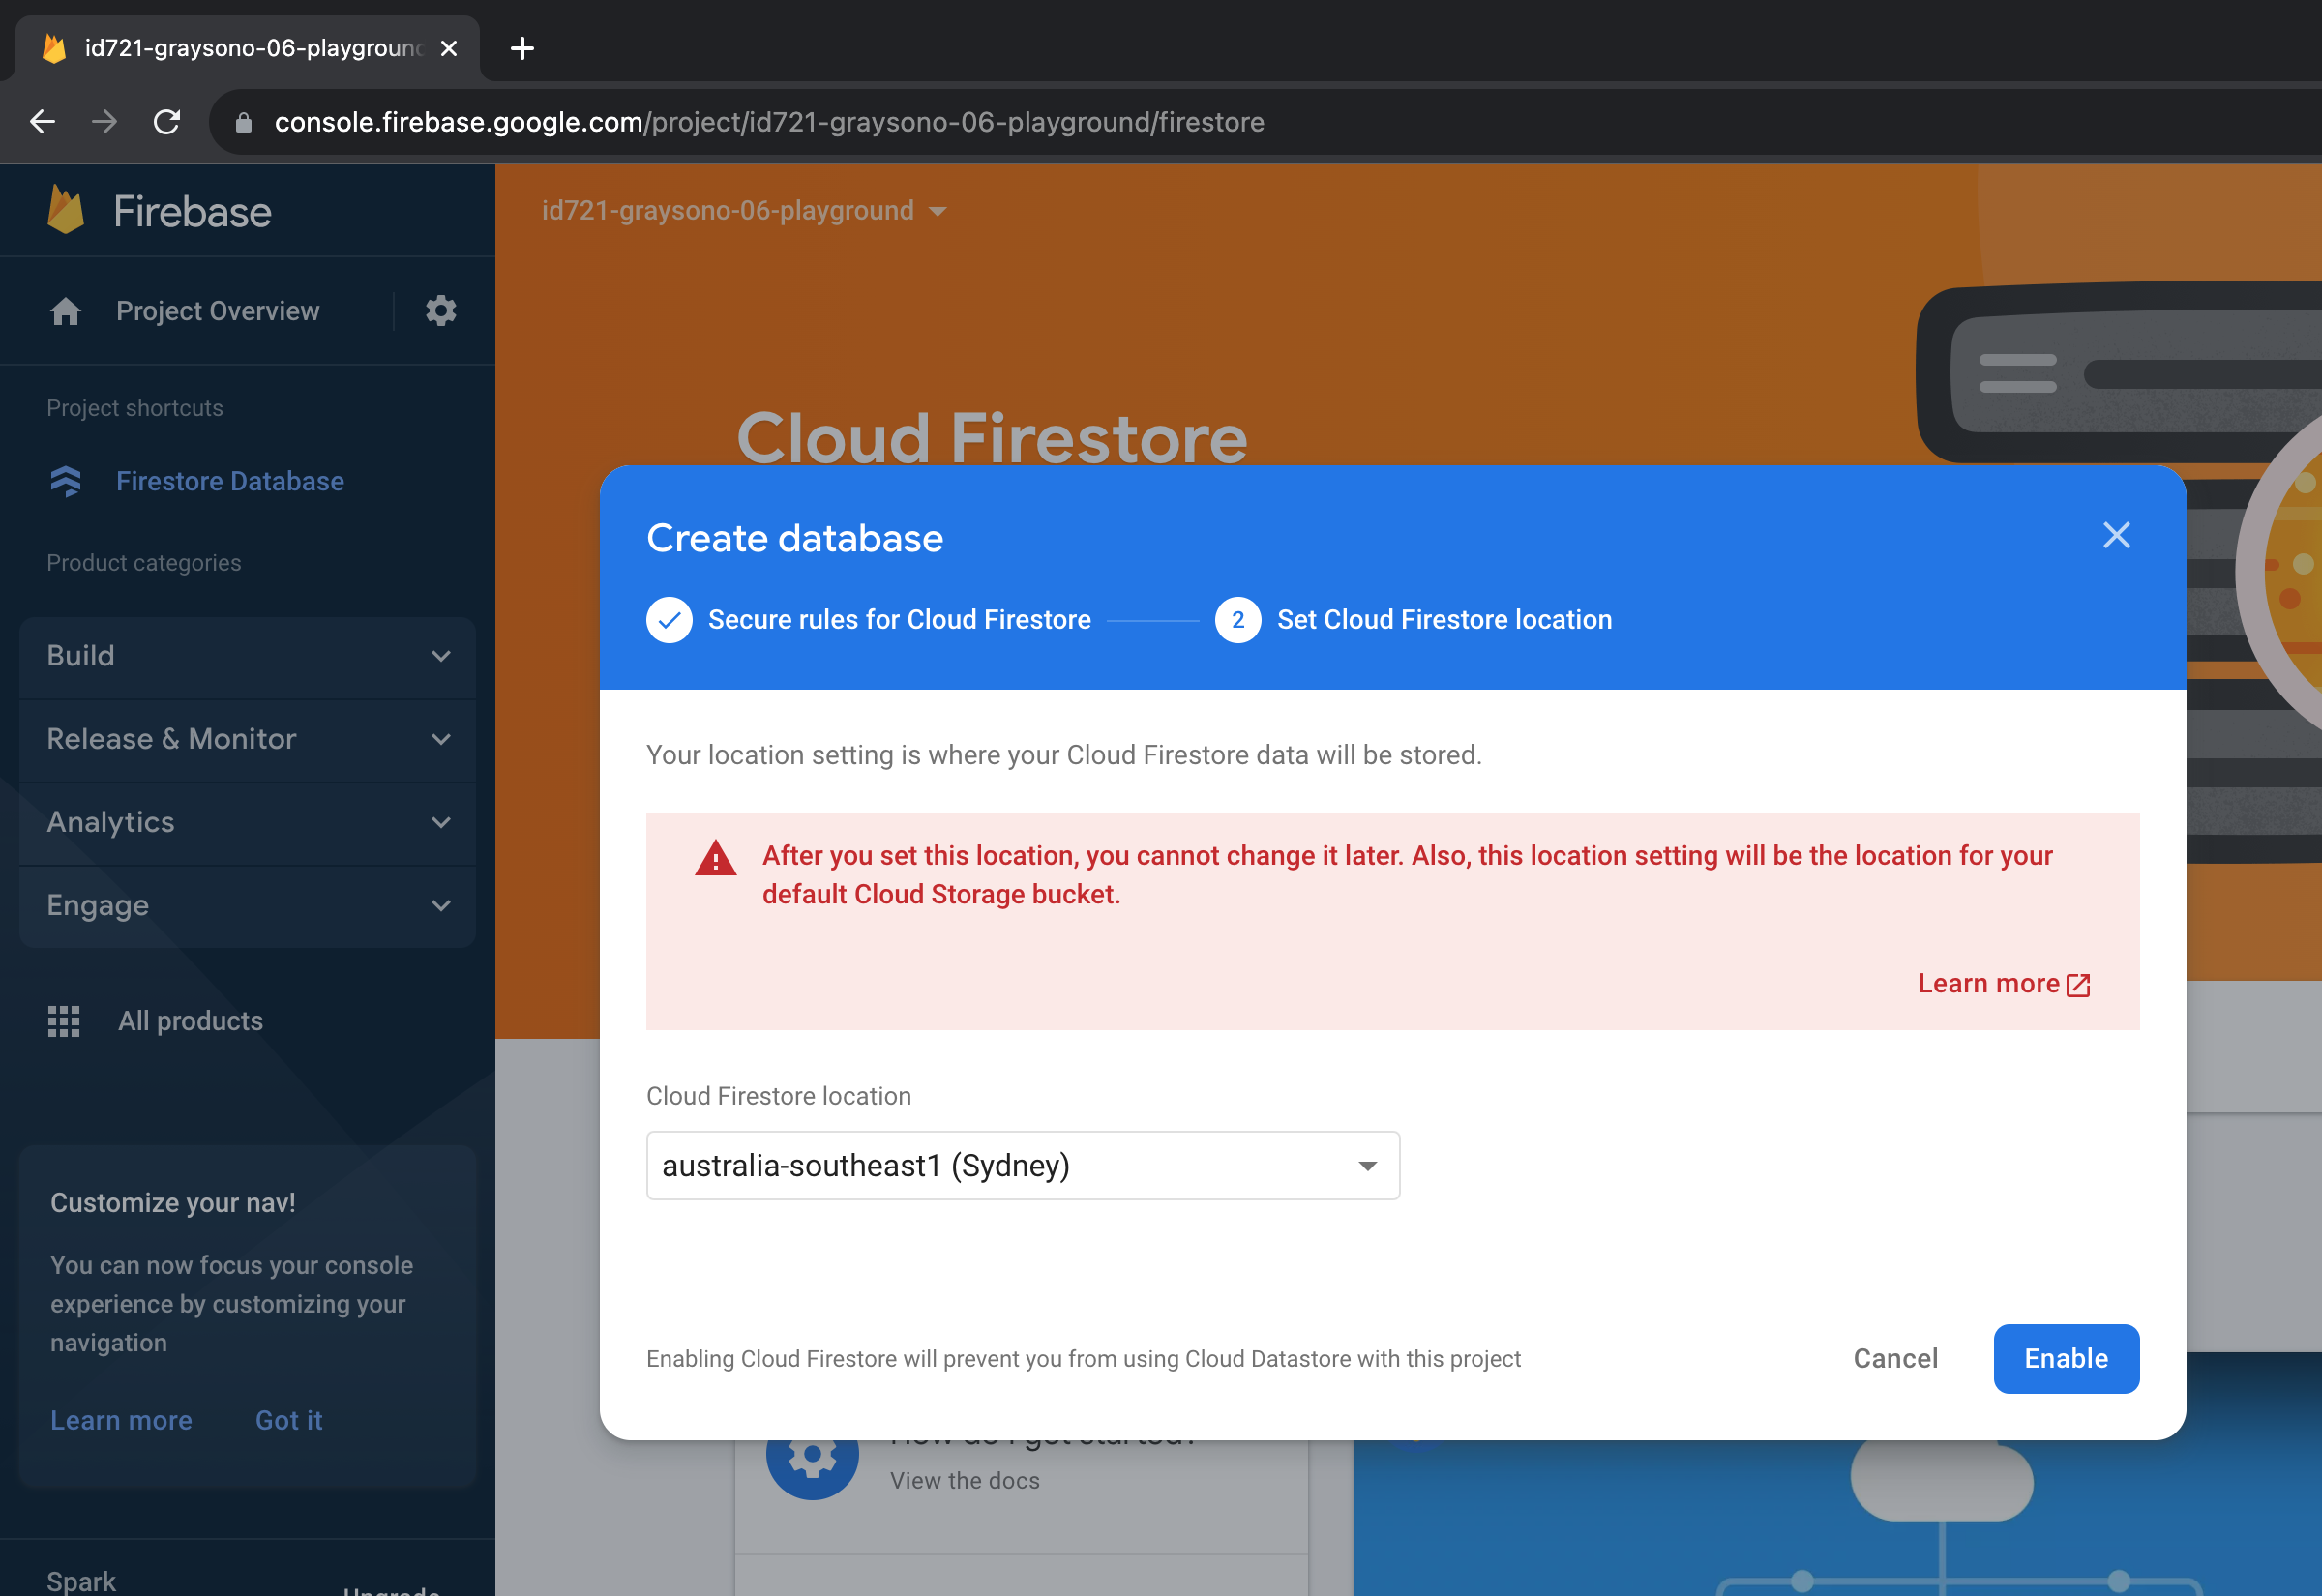 id721-graysono-06-playground
console.firebase.google.com/project/id721-graysono-06-playground/firestore
Firebase
id721-graysono-06-playground
Project Overview
Project shortcuts
Firestore Database
Product categories
Build
Release & Monitor
Analytics
Engage
All products
Customize your nav!
You can now focus your console
experience by customizing your
navigation
Learn more
Got it
Spark
Upgrade
Cloud Firestore
Create database
Secure rules for Cloud Firestore
2
Set Cloud Firestore location
Your location setting is where your Cloud Firestore data will be stored.
After you set this location, you cannot change it later. Also, this location setting will be the location for your
default Cloud Storage bucket.
Learn more
Cloud Firestore location
australia-southeast1 (Sydney)
Enabling Cloud Firestore will prevent you from using Cloud Datastore with this project
Cancel
Enable
How do I get started?
View the docs